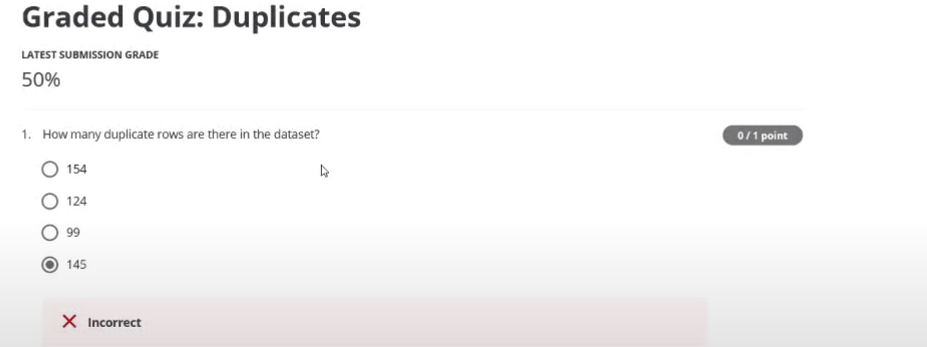 Graded Quiz: Duplicates
LATEST SUBMISSION GRADE
50%
1. How many duplicate rows are there in the dataset?
0 / 1 point
154
124
99
145
Incorrect